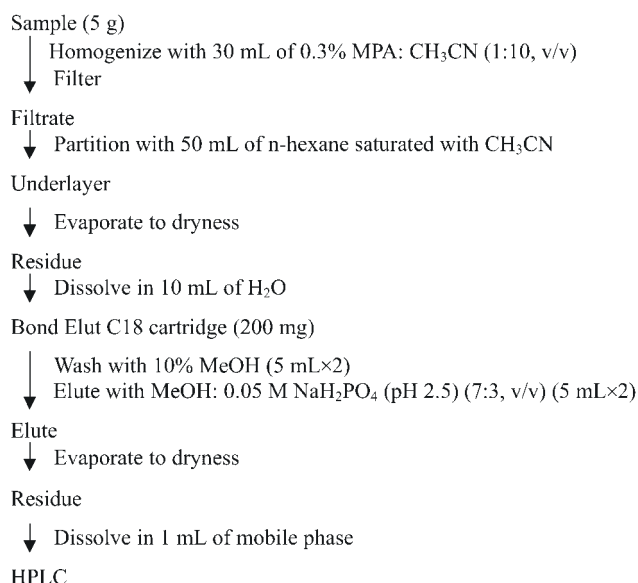 Sample (5 g)
Homogenize with 30 mL of 0.3% MPA: CH₃CN (1:10, v/v)
Filter
Filtrate
Partition with 50 mL of n-hexane saturated with CH₃CN
Underlayer
Evaporate to dryness
Residue
Dissolve in 10 mL of H₂O
Bond Elut C18 cartridge (200 mg)
Wash with 10% MeOH (5 mL×2)
Elute with MeOH: 0.05 M NaH₂PO₄ (pH 2.5) (7:3, v/v) (5 mL×2)
Elute
Evaporate to dryness
Residue
Dissolve in 1 mL of mobile phase
HPLC